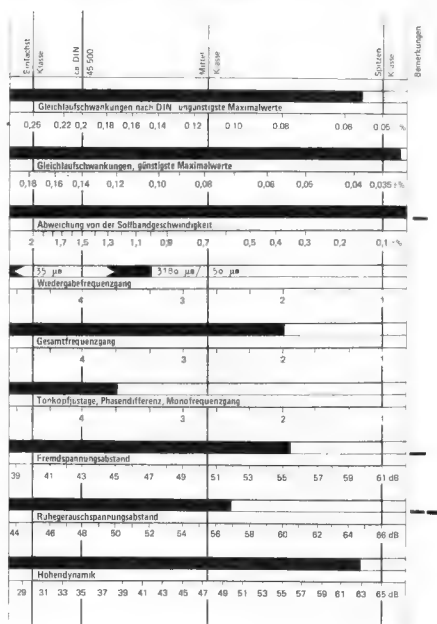 Einfachst Klasse
ca DIN 45 500
Mittel Klasse
Spitzen Klasse
Bemerkungen
Gleichlaufschwankungen nach DIN ungünstigste Maximalwerte
0,25 0,22 0,2 0,18 0,16 0,14 0,12 0,10 0,08 0,06 0,05 %
Gleichlaufschwankungen, günstigste Maximalwerte
0,18 0,16 0,14 0,12 0,10 0,08 0,06 0,05 0,04 0,035 ±%
Abweichung von der Sollbandgeschwindigkeit
2 1,7 1,5 1,3 1,1 0,9 0,7 0,5 0,4 0,3 0,2 0,1 %
35 µm 3180 µs/ 50 µm
Wiedergabefrequenzgang
4 3 2 1
Gesamtfrequenzgang
4 3 2 1
Tonkopfjustage, Phasendifferenz, Monofrequenzgang
4 3 2 1
Fremdspannungsabstand
39 41 43 45 47 49 51 53 55 57 59 61 dB
Ruhegeräuschspannungsabstand
44 46 48 50 52 54 56 58 60 62 64 66 dB
Höhendynamik
29 31 33 35 37 39 41 43 45 47 49 51 53 55 57 59 61 63 65 dB